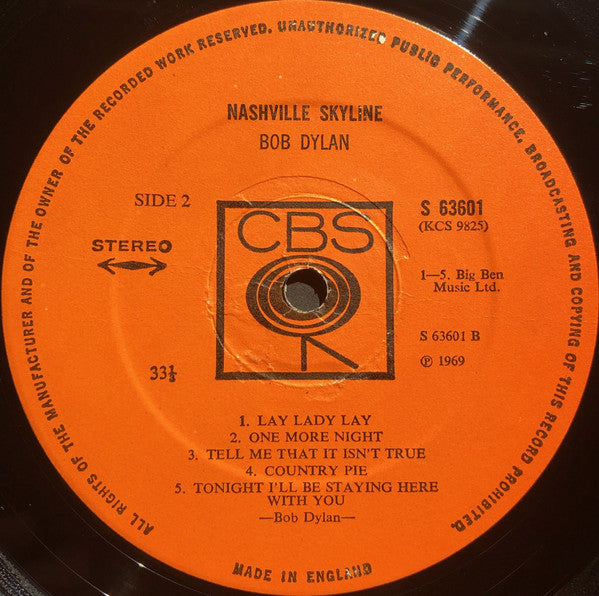 ALL RIGHTS OF THE MANUFACTURER AND OF THE OWNER OF THE RECORDED WORK RESERVED. UNAUTHORIZED PUBLIC PERFORMANCE, BROADCASTING AND COPYING OF THIS RECORD PROHIBITED.
NASHVILLE SKYLINE
BOB DYLAN
SIDE 2
CBS
S 63601
(KCS 9825)
STEREO
1—5. Big Ben
Music Ltd.
S 63601 B
℗ 1969
33⅓
1. LAY LADY LAY
2. ONE MORE NIGHT
3. TELL ME THAT IT ISN'T TRUE
4. COUNTRY PIE
5. TONIGHT I'LL BE STAYING HERE
WITH YOU
—Bob Dylan—
MADE IN ENGLAND